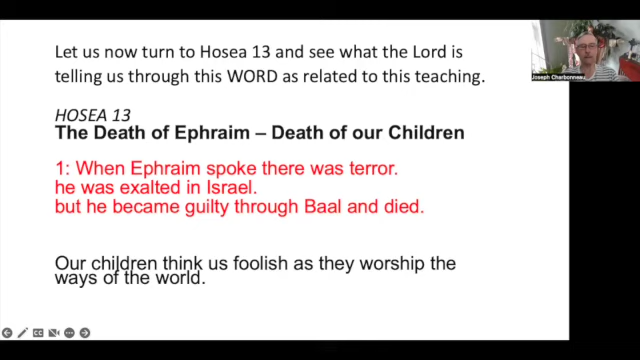 Let us now turn to Hosea 13 and see what the Lord is
telling us through this WORD as related to this teaching.
Joseph Charbonneau
HOSEA 13
The Death of Ephraim – Death of our Children
1: When Ephraim spoke there was terror.
he was exalted in Israel.
but he became guilty through Baal and died.
Our children think us foolish as they worship the
ways of the world.